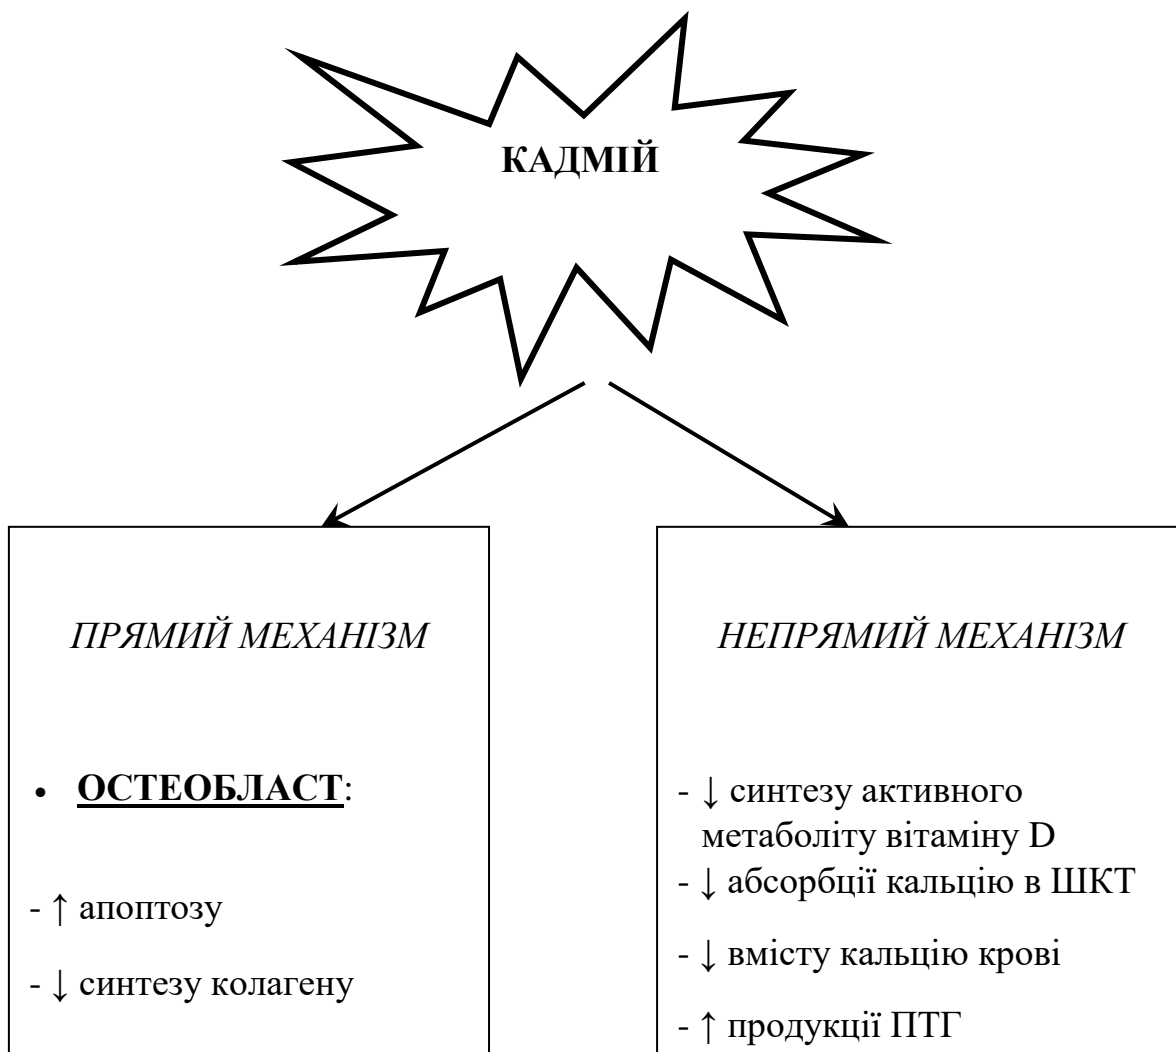 КАДМІЙ
ПРЯМИЙ МЕХАНІЗМ
• ОСТЕОБЛАСТ:
- ↑ апоптозу
- ↓ синтезу колагену
НЕПРЯМИЙ МЕХАНІЗМ
- ↓ синтезу активного
метаболіту вітаміну D
- ↓ абсорбції кальцію в ШКТ
- ↓ вмісту кальцію крові
- ↑ продукції ПТГ